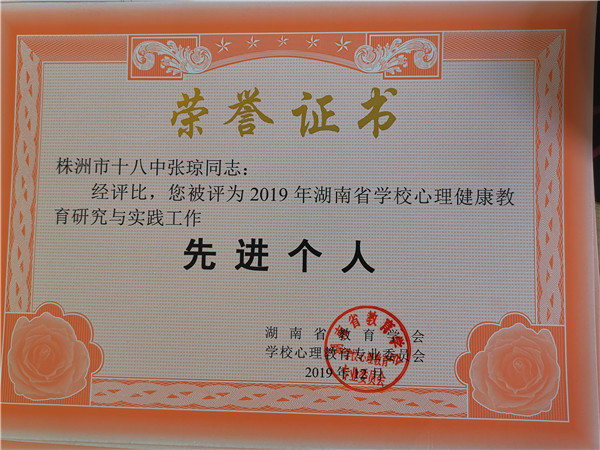 荣誉证书
株洲市十八中张琼同志：
经评比，您被评为2019年湖南省学校心理健康教
育研究与实践工作
先进个人
湖南省教育学会
学校心理教育专业委员会
2019年12月